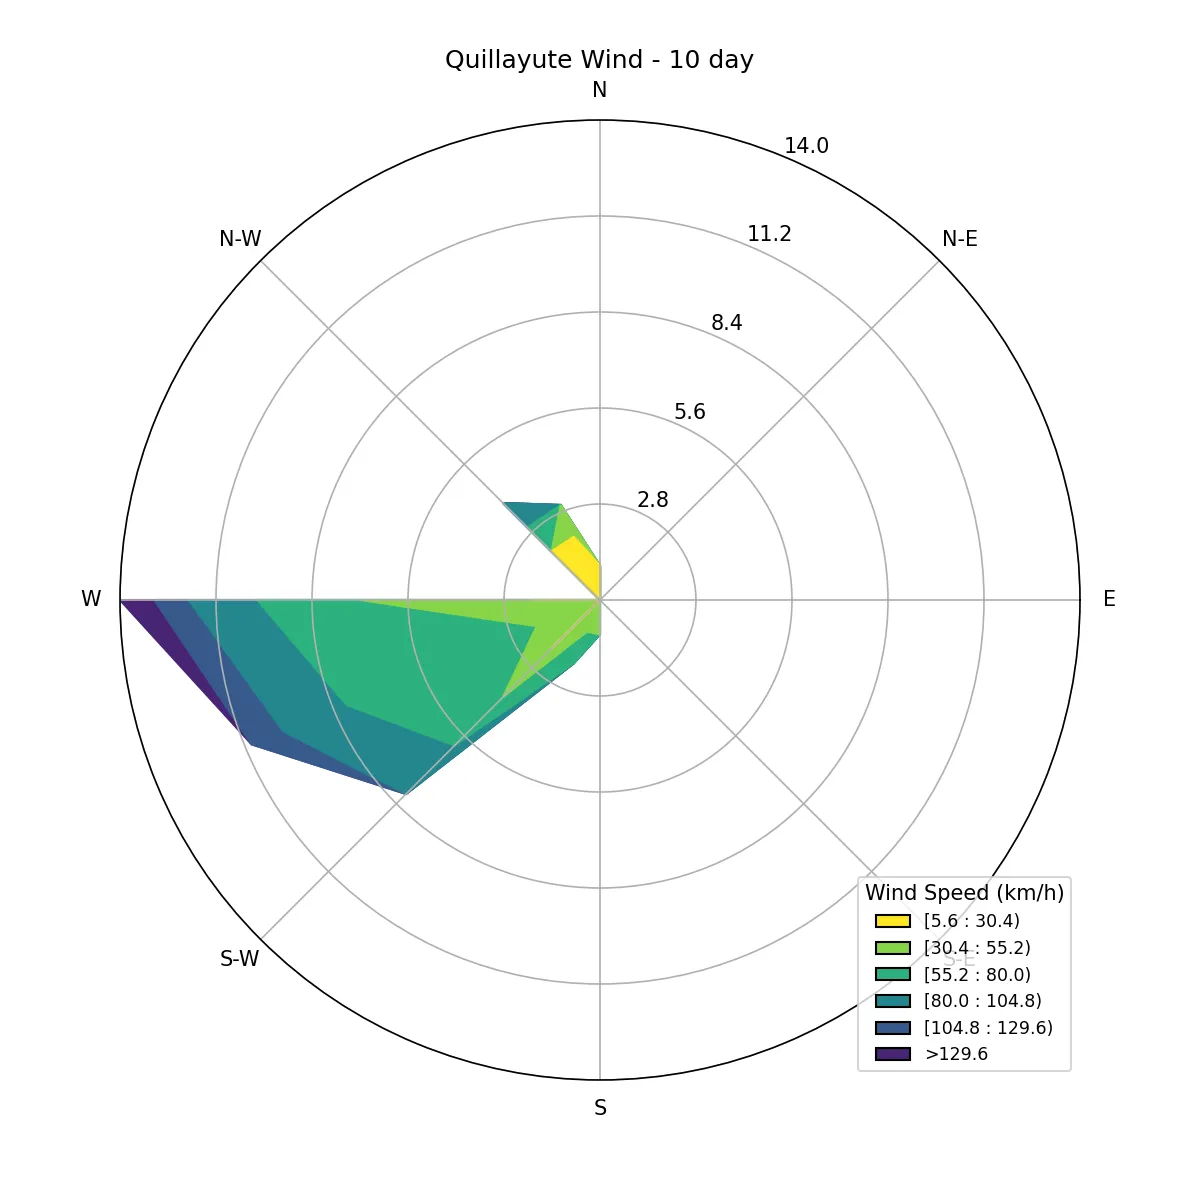 Quillayute Wind - 10 day
N
14.0
11.2
N-W
N-E
8.4
5.6
2.8
W
E
S-W
S-E
Wind Speed (km/h)
[5.6 : 30.4)
[30.4 : 55.2)
[55.2 : 80.0)
[80.0 : 104.8)
[104.8 : 129.6)
>129.6
S